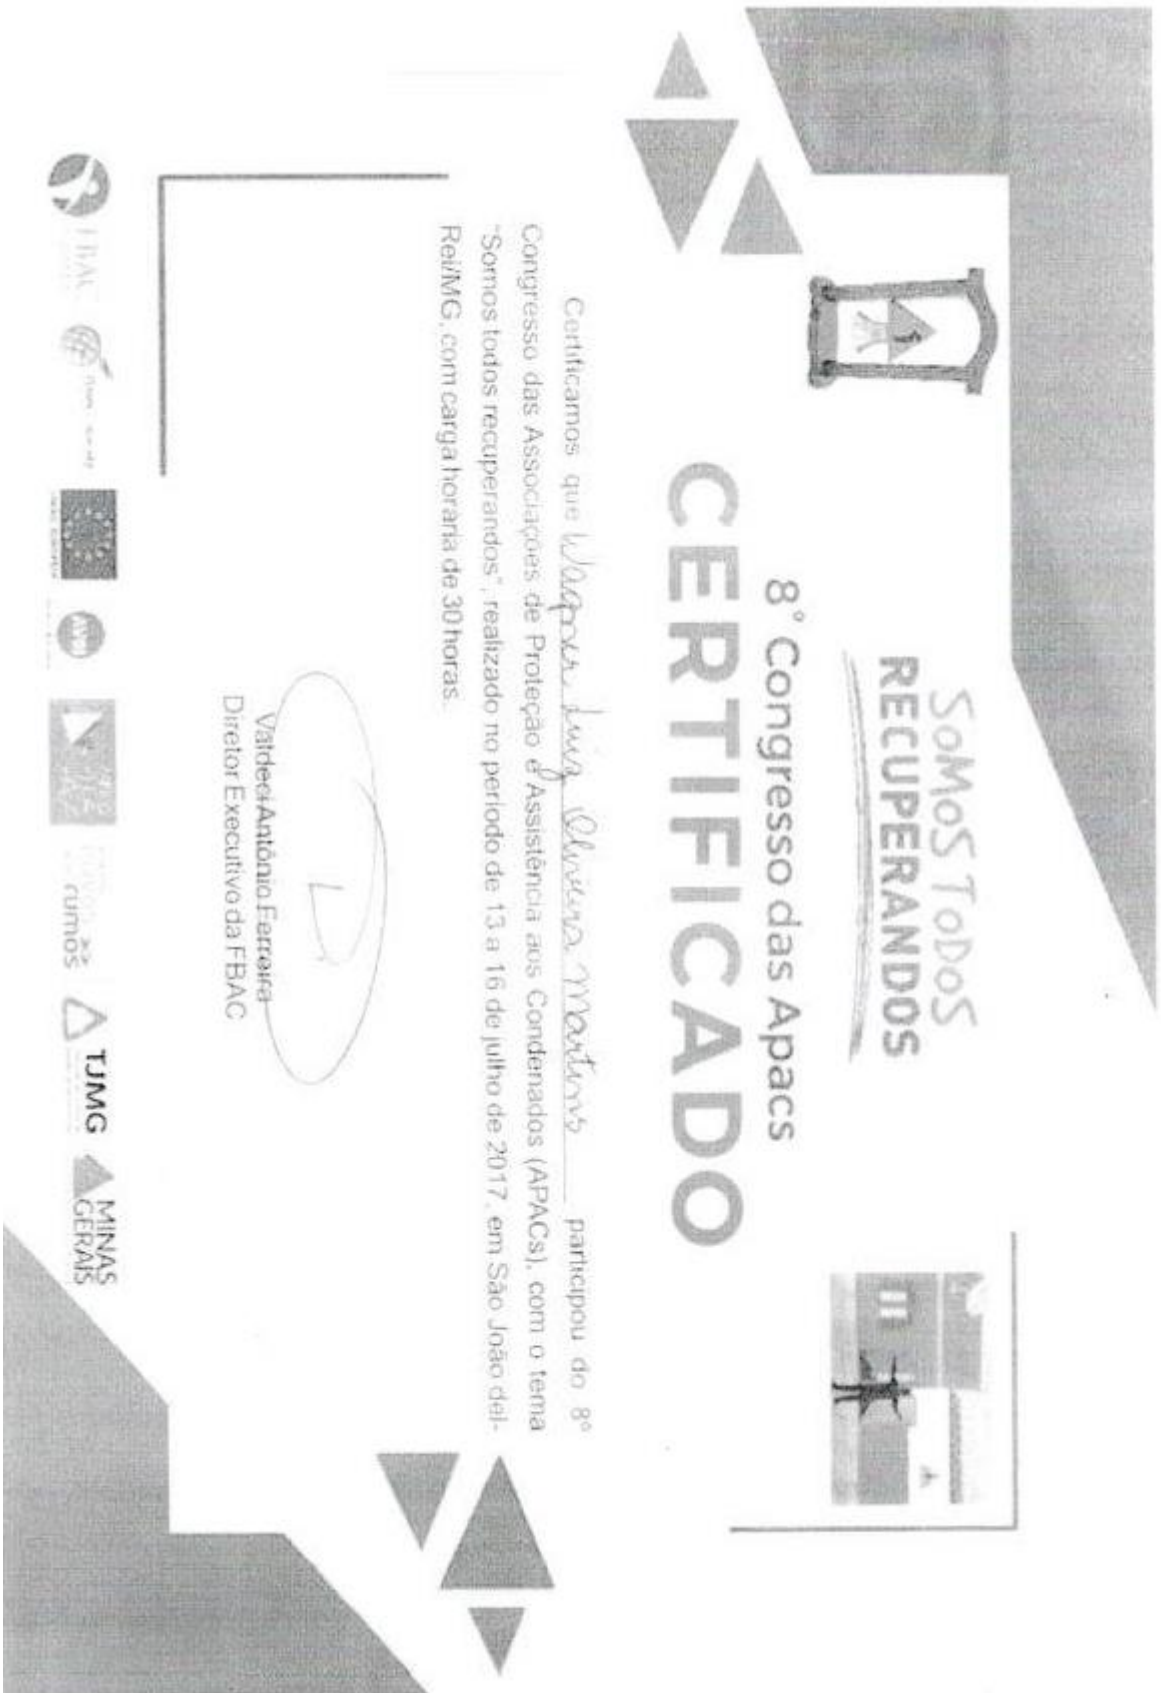 SOMOS TODOS
RECUPERANDOS
8° Congresso das Apacs
CERTIFICADO
Certificamos que Wagner Luiz Oliveira Martins participou do 8º
Congresso das Associações de Proteção e Assistência aos Condenados (APACs), com o tema
"Somos todos recuperandos", realizado no período de 13 a 16 de julho de 2017, em São João del-
Rei/MG, com carga horária de 30 horas.
Valdeci Antônio Ferreira
Diretor Executivo da FBAC
FBAC
rumos
TJMG
MINAS
GERAIS